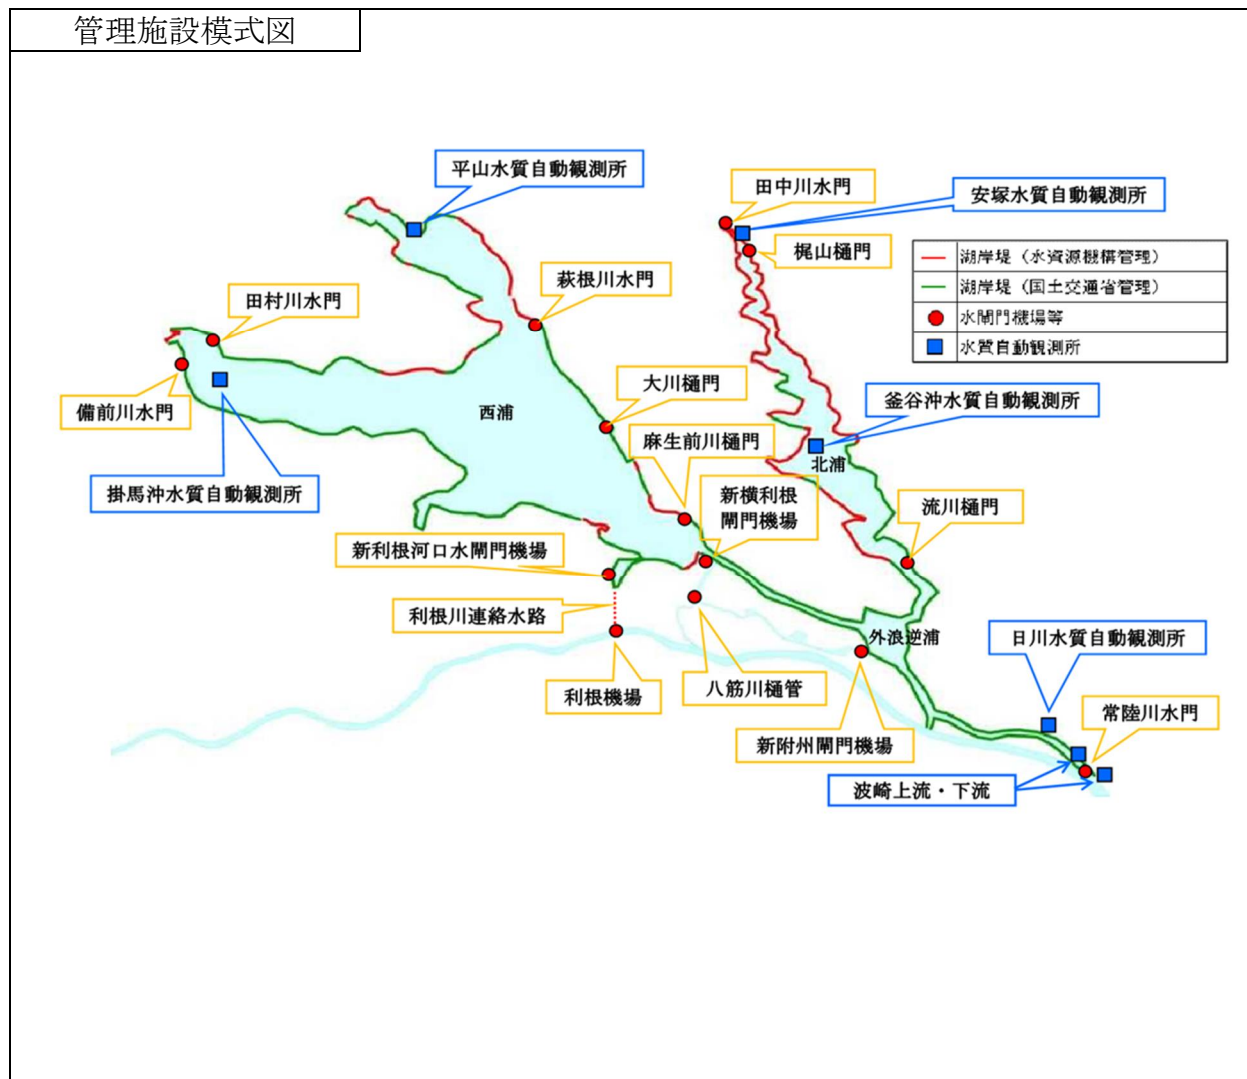 管理施設模式図
平山水質自動観測所
田中川水門
安塚水質自動観測所
梶山樋門
湖岸堤（水資源機構管理）
湖岸堤（国土交通省管理）
水閘門機場等
水質自動観測所
萩根川水門
田村川水門
備前川水門
掛馬沖水質自動観測所
西浦
大川樋門
麻生前川樋門
釜谷沖水質自動観測所
北浦
新横利根
閘門機場
流川樋門
新利根河口水閘門機場
利根川連絡水路
利根機場
八筋川樋管
外浪逆浦
新附州閘門機場
日川水質自動観測所
常陸川水門
波崎上流・下流